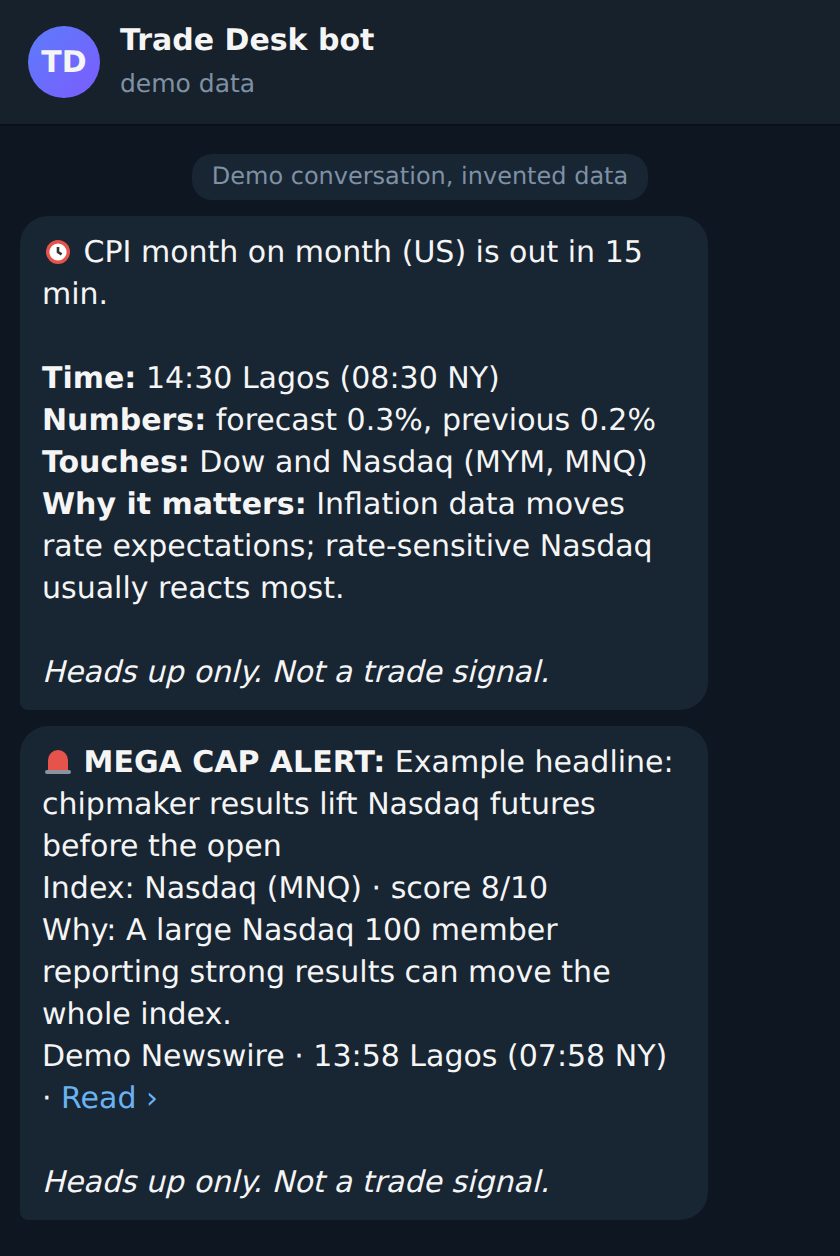 TD
Trade Desk bot
demo data
Demo conversation, invented data
CPI month on month (US) is out in 15
min.
Time: 14:30 Lagos (08:30 NY)
Numbers: forecast 0.3%, previous 0.2%
Touches: Dow and Nasdaq (MYM, MNQ)
Why it matters: Inflation data moves
rate expectations; rate-sensitive Nasdaq
usually reacts most.
Heads up only. Not a trade signal.
MEGA CAP ALERT: Example headline:
chipmaker results lift Nasdaq futures
before the open
Index: Nasdaq (MNQ) · score 8/10
Why: A large Nasdaq 100 member
reporting strong results can move the
whole index.
Demo Newswire · 13:58 Lagos (07:58 NY)
· Read ›
Heads up only. Not a trade signal.